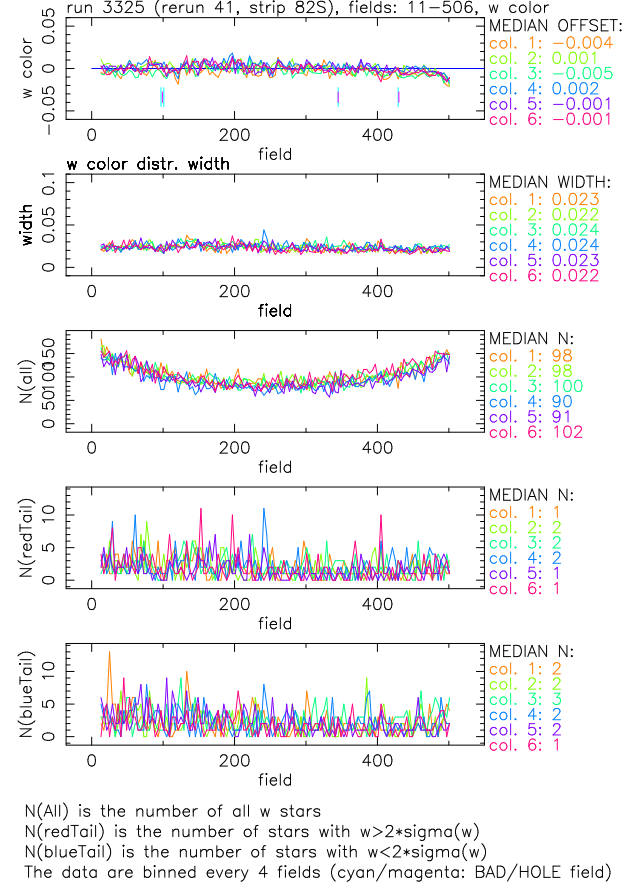 run 3325 (rerun 41, strip 82S), fields: 11-506, w color
0.05
0
-0.05
w color
0 200 400
field
MEDIAN OFFSET:
col. 1: -0.004
col. 2: 0.001
col. 3: -0.005
col. 4: 0.002
col. 5: -0.001
col. 6: -0.001
w color distr. width
0.1
0.05
0
width
0 200 400
field
MEDIAN WIDTH:
col. 1: 0.023
col. 2: 0.022
col. 3: 0.024
col. 4: 0.024
col. 5: 0.023
col. 6: 0.022
150
100
50
0
N(all)
0 200 400
field
MEDIAN N:
col. 1: 98
col. 2: 98
col. 3: 100
col. 4: 90
col. 5: 91
col. 6: 102
10
5
0
N(redTail)
0 200 400
field
MEDIAN N:
col. 1: 1
col. 2: 2
col. 3: 2
col. 4: 2
col. 5: 1
col. 6: 1
10
5
0
N(blueTail)
0 200 400
field
MEDIAN N:
col. 1: 2
col. 2: 2
col. 3: 3
col. 4: 2
col. 5: 2
col. 6: 1
N(All) is the number of all w stars
N(redTail) is the number of stars with w>2*sigma(w)
N(blueTail) is the number of stars with w<2*sigma(w)
The data are binned every 4 fields (cyan/magenta: BAD/HOLE field)